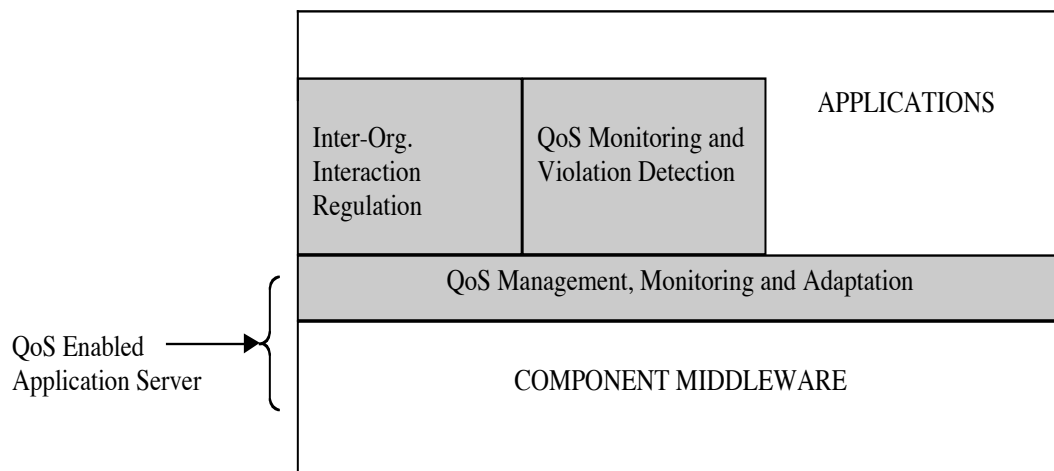 APPLICATIONS
Inter-Org.
Interaction
Regulation
QoS Monitoring and
Violation Detection
QoS Management, Monitoring and Adaptation
QoS Enabled
Application Server
COMPONENT MIDDLEWARE